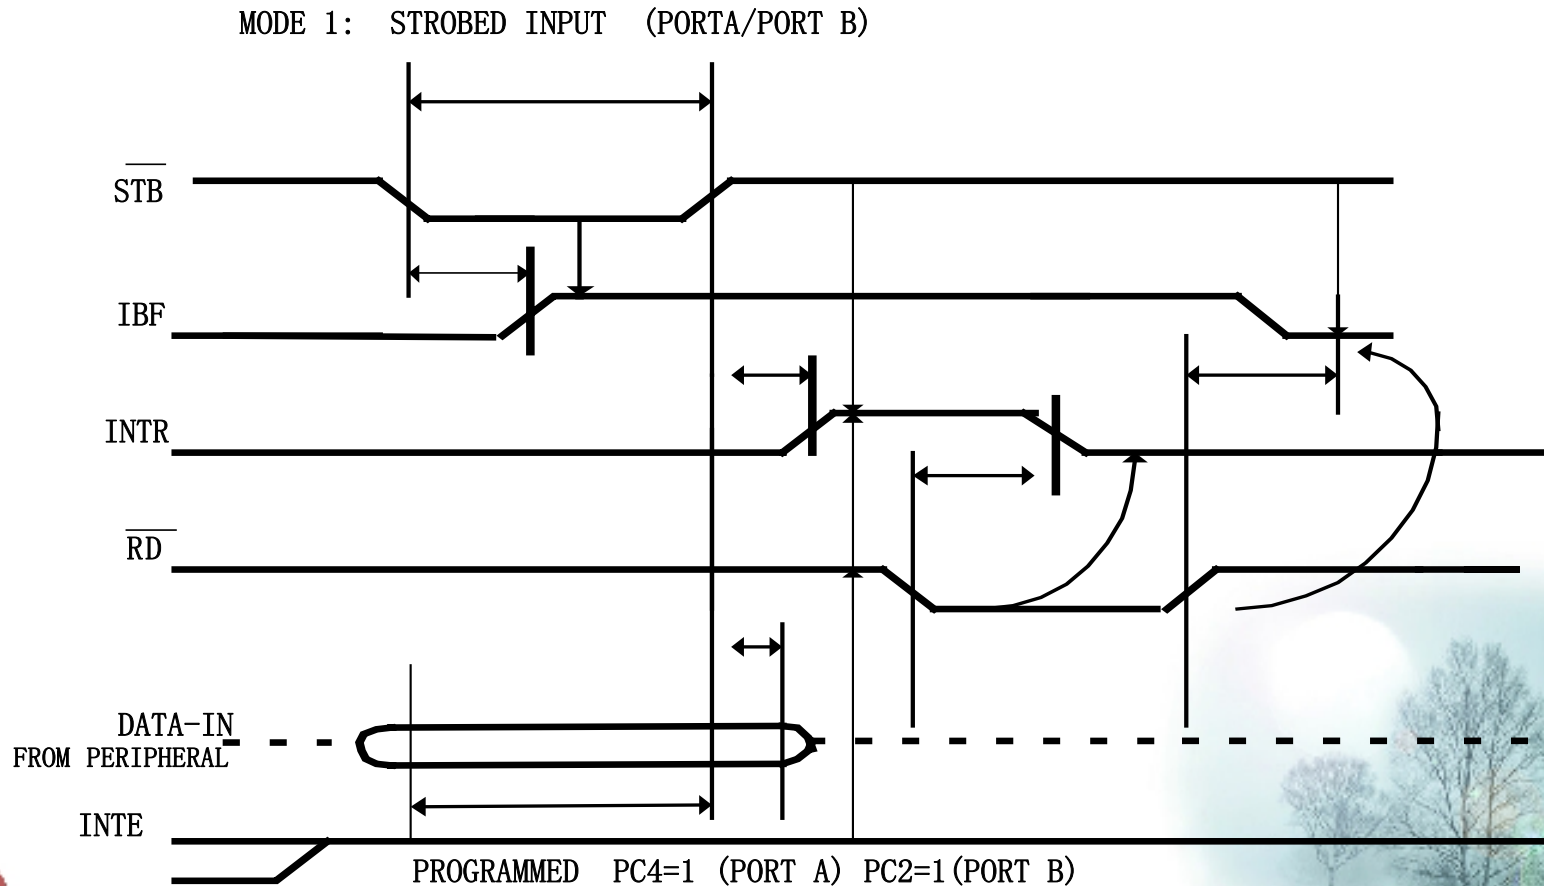 MODE 1: STROBED INPUT (PORTA/PORT B)
STB
IBF
INTR
RD
DATA-IN
FROM PERIPHERAL
INTE
PROGRAMMED PC4=1 (PORT A) PC2=1(PORT B)